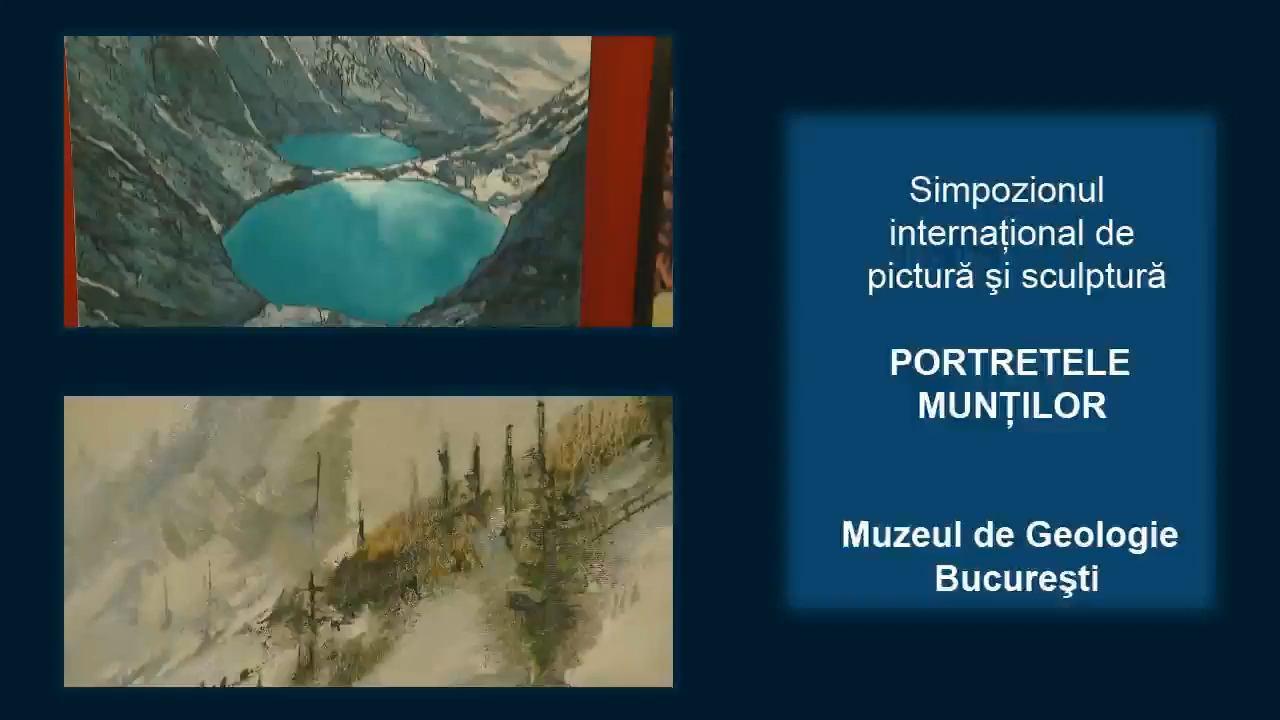 Simpozionul
internațional de
pictură şi sculptură
PORTRETELE
MUNȚILOR
Muzeul de Geologie
Bucureşti